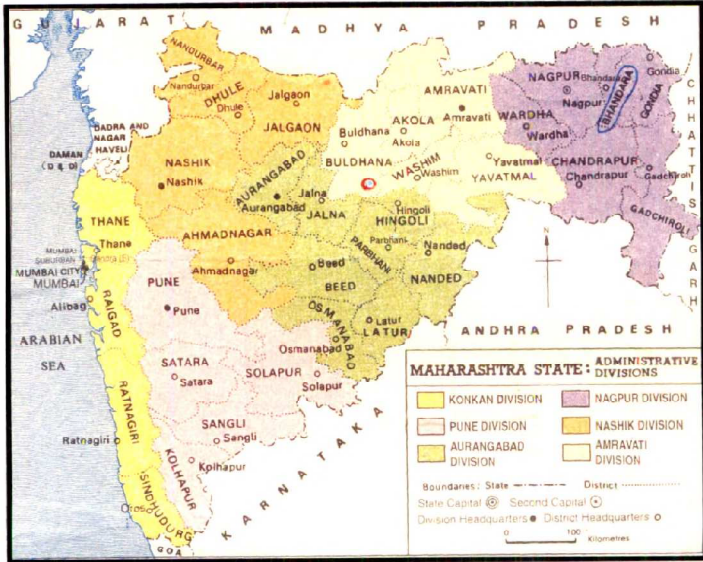 GUJARAT
MADHYA PRADESH
CHHATTISGARH
NANDURBAR
Nandurbar
DHULE
Dhule
Jalgaon
JALGAON
AMRAVATI
Amravati
NAGPUR
Nagpur
Bhandara
BHANDARA
Gondia
GONDIA
DADRA AND
NAGAR
HAVELI
DAMAN
(D & D)
NASHIK
Nashik
AURANGABAD
Aurangabad
Buldhana
BULDHANA
AKOLA
Akola
WASHIM
Washim
WARDHA
Wardha
Yavatmal
YAVATMAL
CHANDRAPUR
Chandrapur
Gadchiroli
GADCHIROLI
Jalna
JALNA
Hingoli
HINGOLI
THANE
Thane
MUMBAI
SUBURBAN
MUMBAI CITY
MUMBAI
AHMADNAGAR
Ahmadnagar
Parbhani
PARBHANI
Nanded
NANDED
Beed
BEED
PUNE
Pune
Alibag
RAIGAD
N
ARABIAN
SEA
OSMANABAD
Osmanabad
Latur
LATUR
ANDHRA PRADESH
SATARA
Satara
SOLAPUR
Solapur
RATNAGIRI
Ratnagiri
SANGLI
Sangli
KOLHAPUR
Kolhapur
SINDHUDURG
Oros
GOA
KARNATAKA
MAHARASHTRA STATE: ADMINISTRATIVE
DIVISIONS
KONKAN DIVISION
NAGPUR DIVISION
PUNE DIVISION
NASHIK DIVISION
AURANGABAD
DIVISION
AMRAVATI
DIVISION
Boundaries: State District
State Capital Second Capital
Division Headquarters District Headquarters
0 100
Kilometres